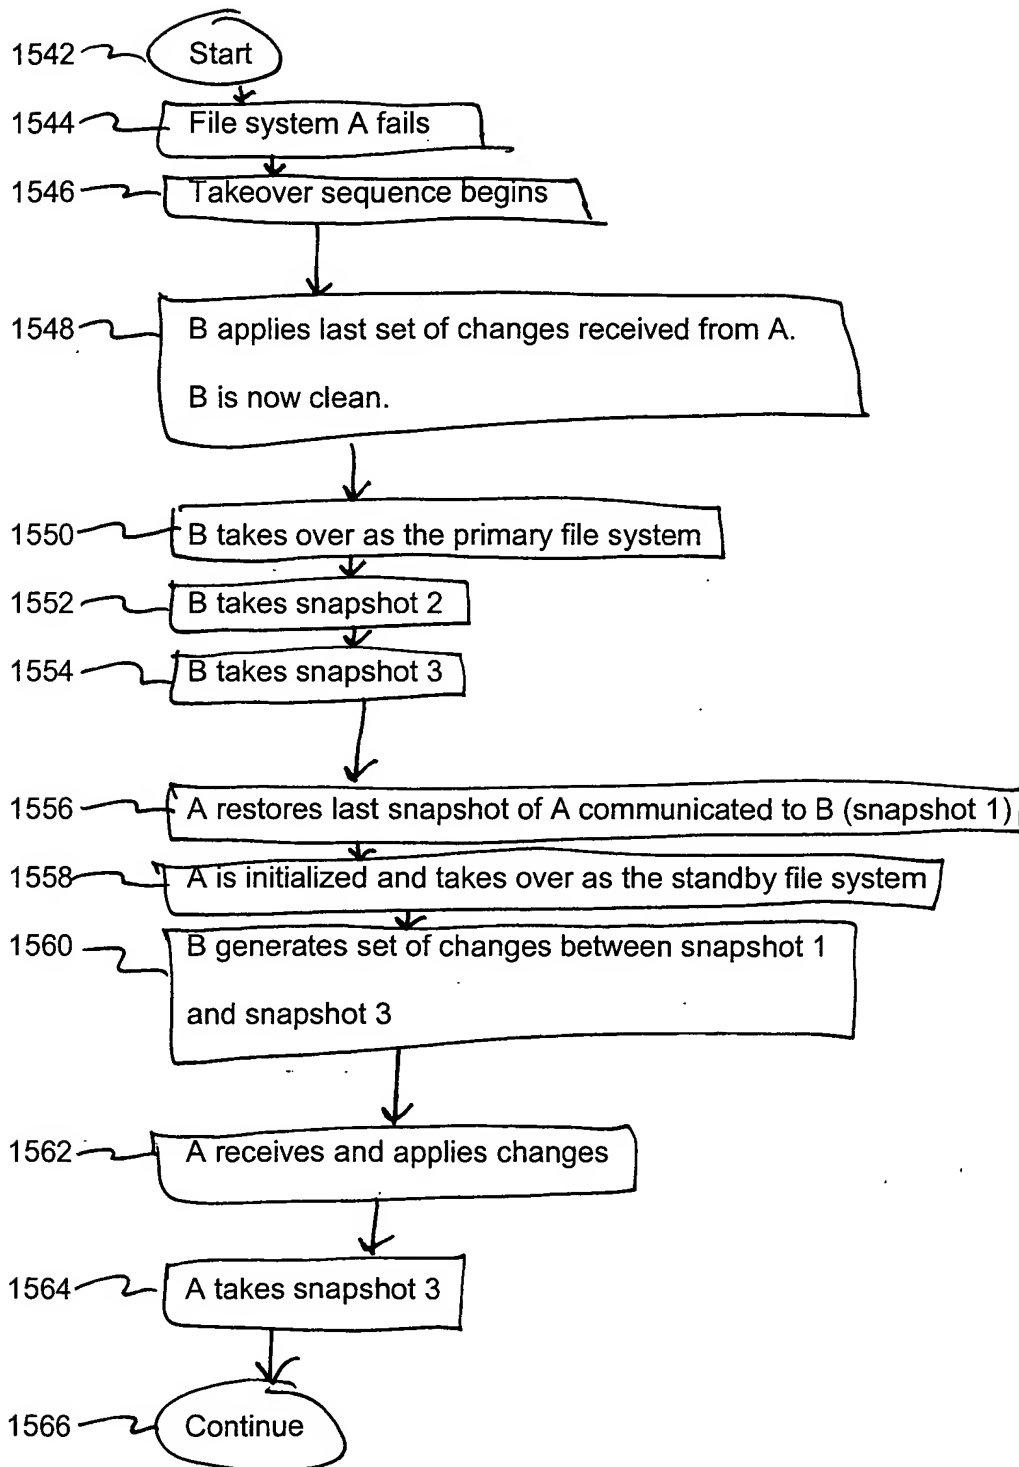 1542 Start
1544 File system A fails
1546 Takeover sequence begins
1548 B applies last set of changes received from A.
B is now clean.
1550 B takes over as the primary file system
1552 B takes snapshot 2
1554 B takes snapshot 3
1556 A restores last snapshot of A communicated to B (snapshot 1)
1558 A is initialized and takes over as the standby file system
1560 B generates set of changes between snapshot 1
and snapshot 3
1562 A receives and applies changes
1564 A takes snapshot 3
1566 Continue